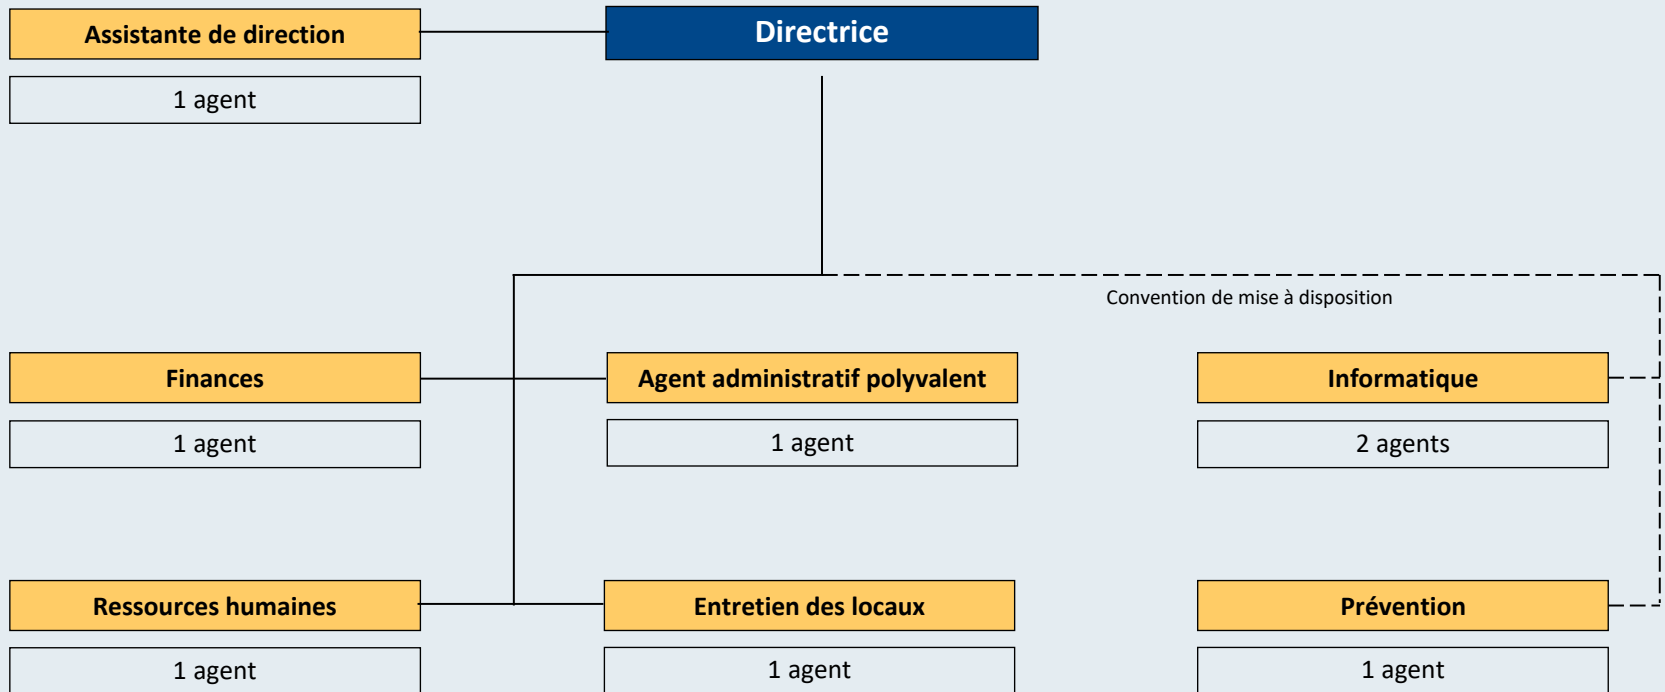 Assistante de direction
Directrice
1 agent
Convention de mise à disposition
Finances
Agent administratif polyvalent
Informatique
1 agent
1 agent
2 agents
Ressources humaines
Entretien des locaux
Prévention
1 agent
1 agent
1 agent